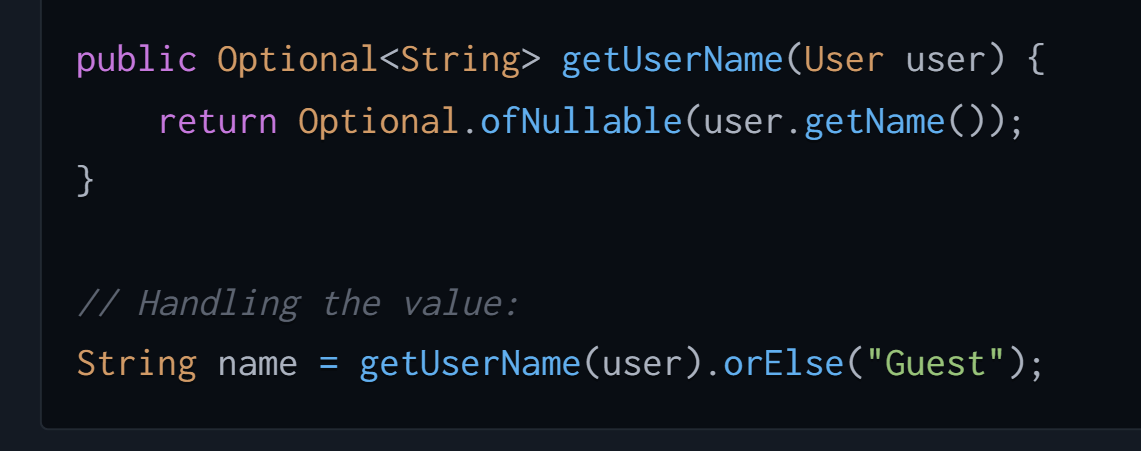 public Optional<String> getUserName(User user) {
    return Optional.ofNullable(user.getName());
}
// Handling the value:
String name = getUserName(user).orElse("Guest");